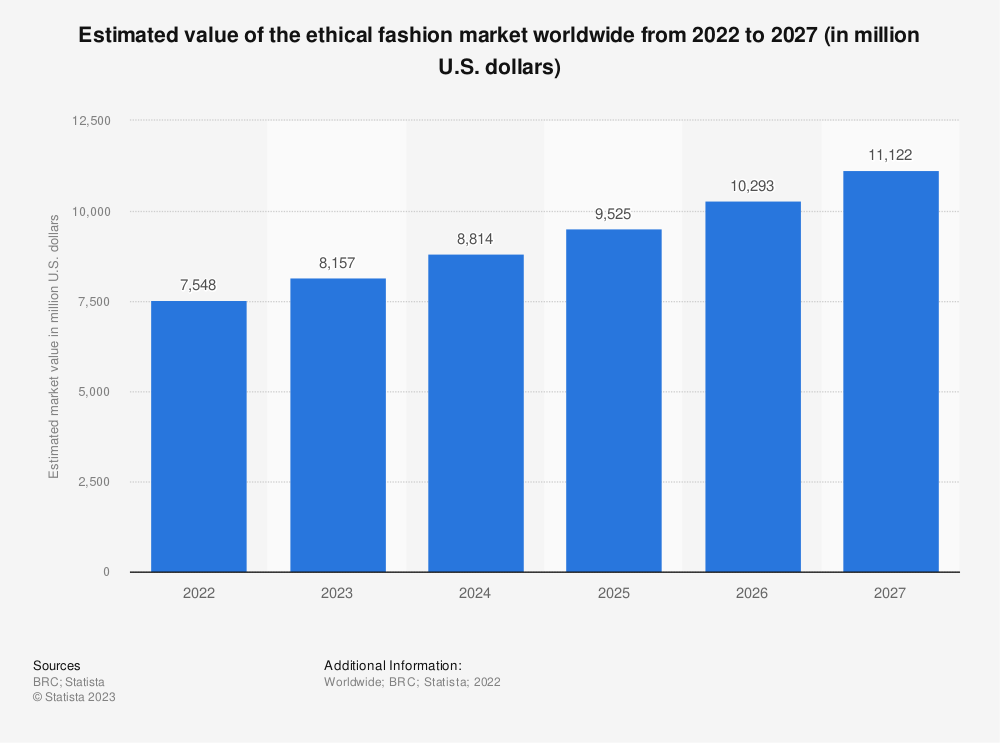 Estimated value of the ethical fashion market worldwide from 2022 to 2027 (in million
U.S. dollars)
Estimated market value in million U.S. dollars
12,500
10,000
7,500
5,000
2,500
0
7,548
8,157
8,814
9,525
10,293
11,122
2022
2023
2024
2025
2026
2027
Sources
BRC; Statista
© Statista 2023
Additional Information:
Worldwide; BRC; Statista; 2022